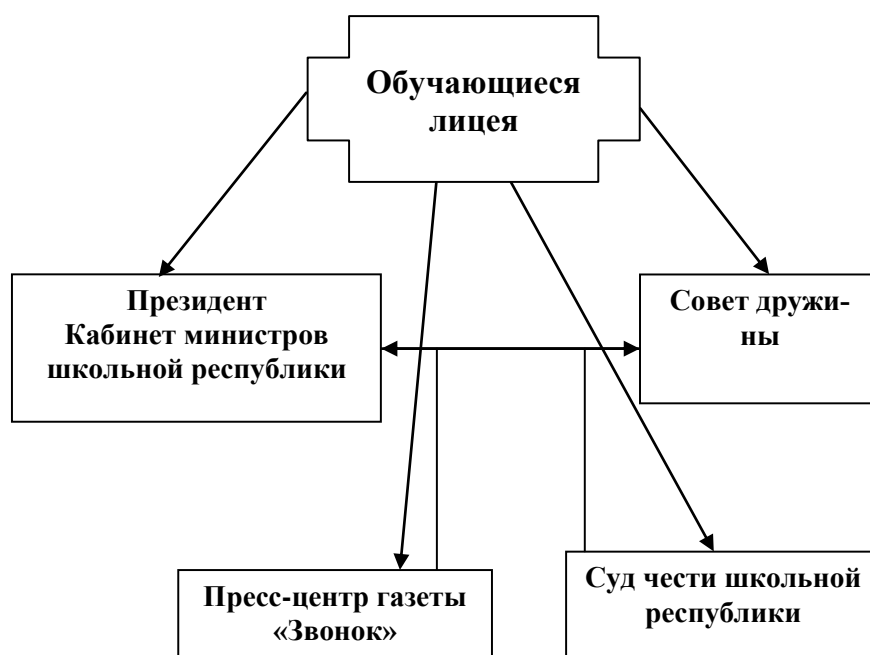 Обучающиеся
лицея
Президент
Кабинет министров
школьной республики
Совет дружи-
ны
Пресс-центр газеты
«Звонок»
Суд чести школьной
республики